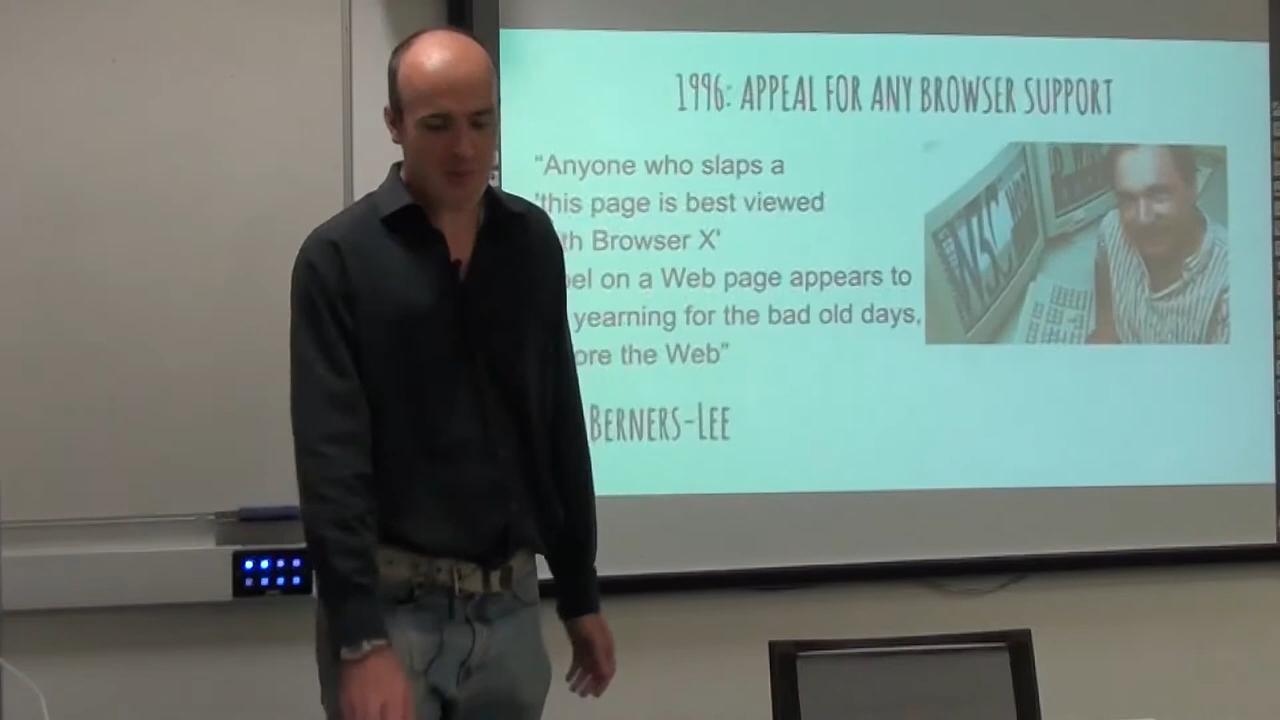 1996: APPEAL FOR ANY BROWSER SUPPORT
“Anyone who slaps a
'this page is best viewed
th Browser X'
el on a Web page appears to
yearning for the bad old days,
ore the Web”
BERNERS-LEE